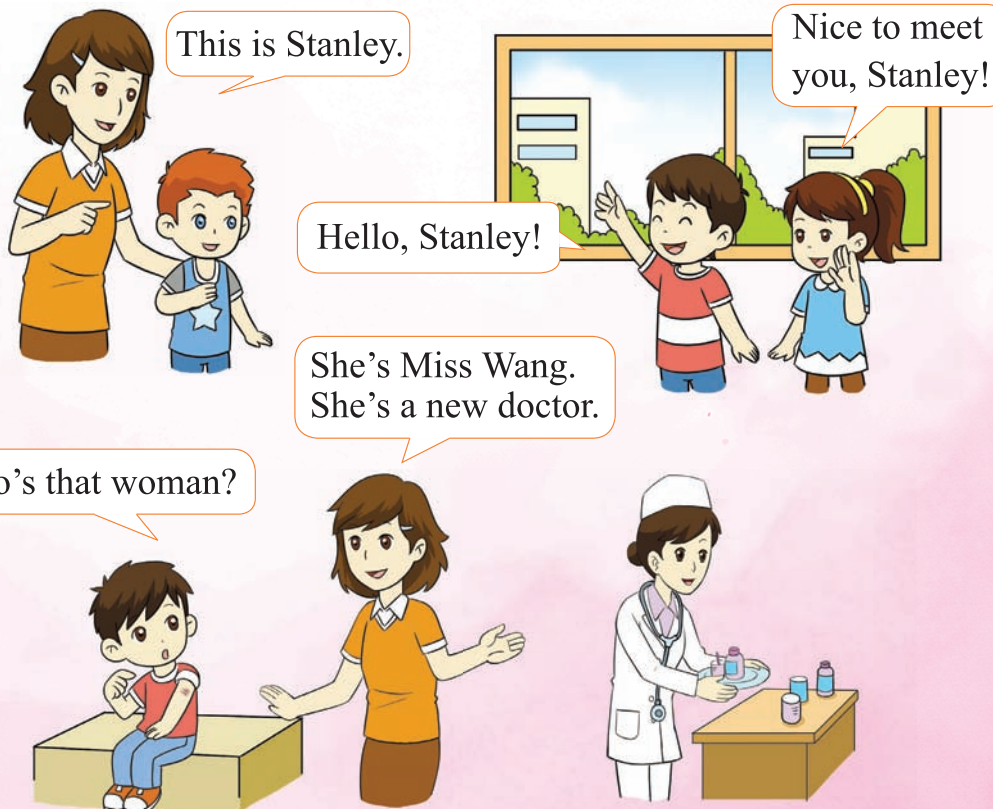 This is Stanley.
Nice to meet
you, Stanley!
Hello, Stanley!
She’s Miss Wang.
She’s a new doctor.
o’s that woman?